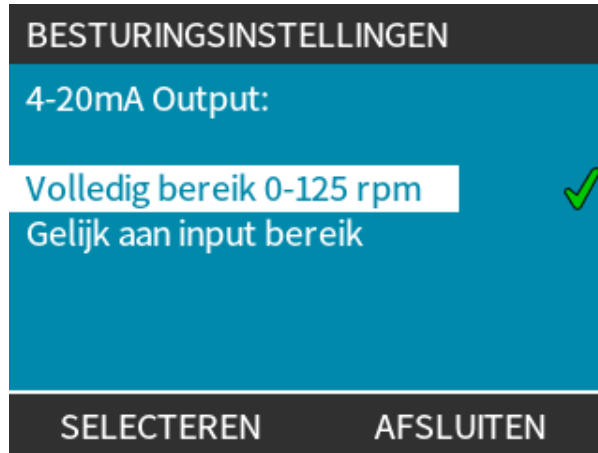 BESTURINGSINSTELLINGEN
4-20mA Output:
Volledig bereik 0-125 rpm
Gelijk aan input bereik
SELECTEREN AFSLUITEN